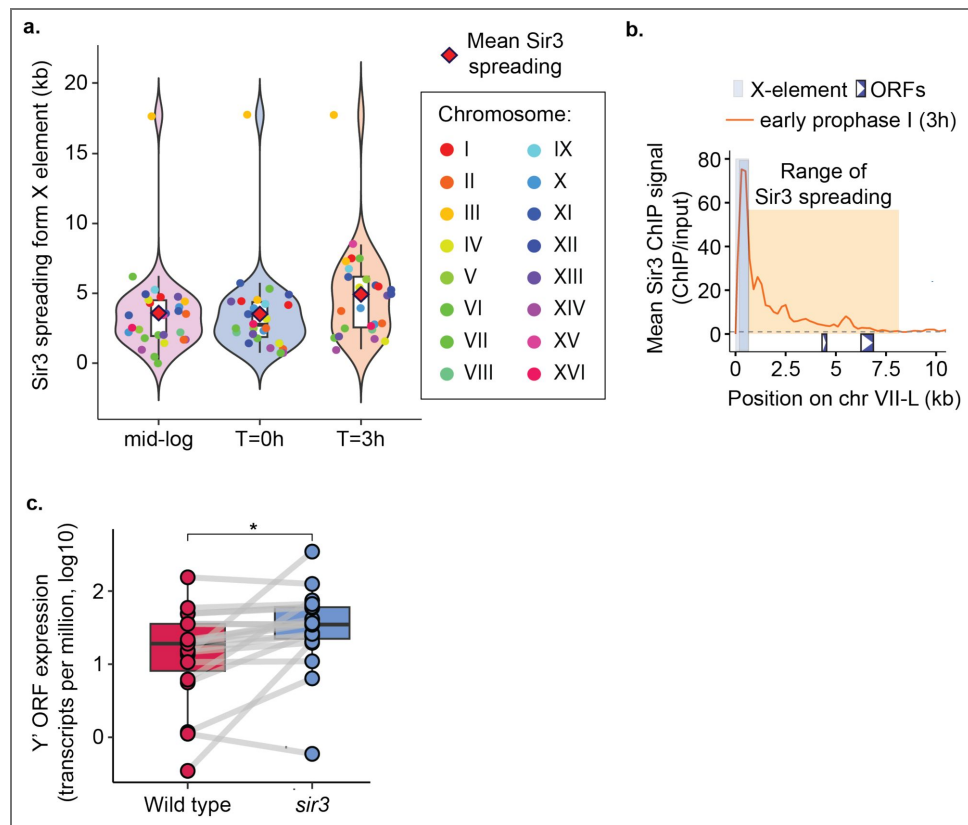 a.
Sir3 spreading form X element (kb)
20
15
10
5
0
mid-log
T=0h
T=3h
Mean Sir3
spreading
Chromosome:
I
II
III
IV
V
VI
VII
VIII
IX
X
XI
XII
XIII
XIV
XV
XVI
b.
X-element
ORFs
early prophase I (3h)
Mean Sir3 ChIP signal
(ChIP/input)
80
60
40
20
0
Range of
Sir3 spreading
0
2.5
5
7.5
10
Position on chr VII-L (kb)
c.
Y' ORF expression
(transcripts per million, log10)
2
1
0
*
Wild type
sir3